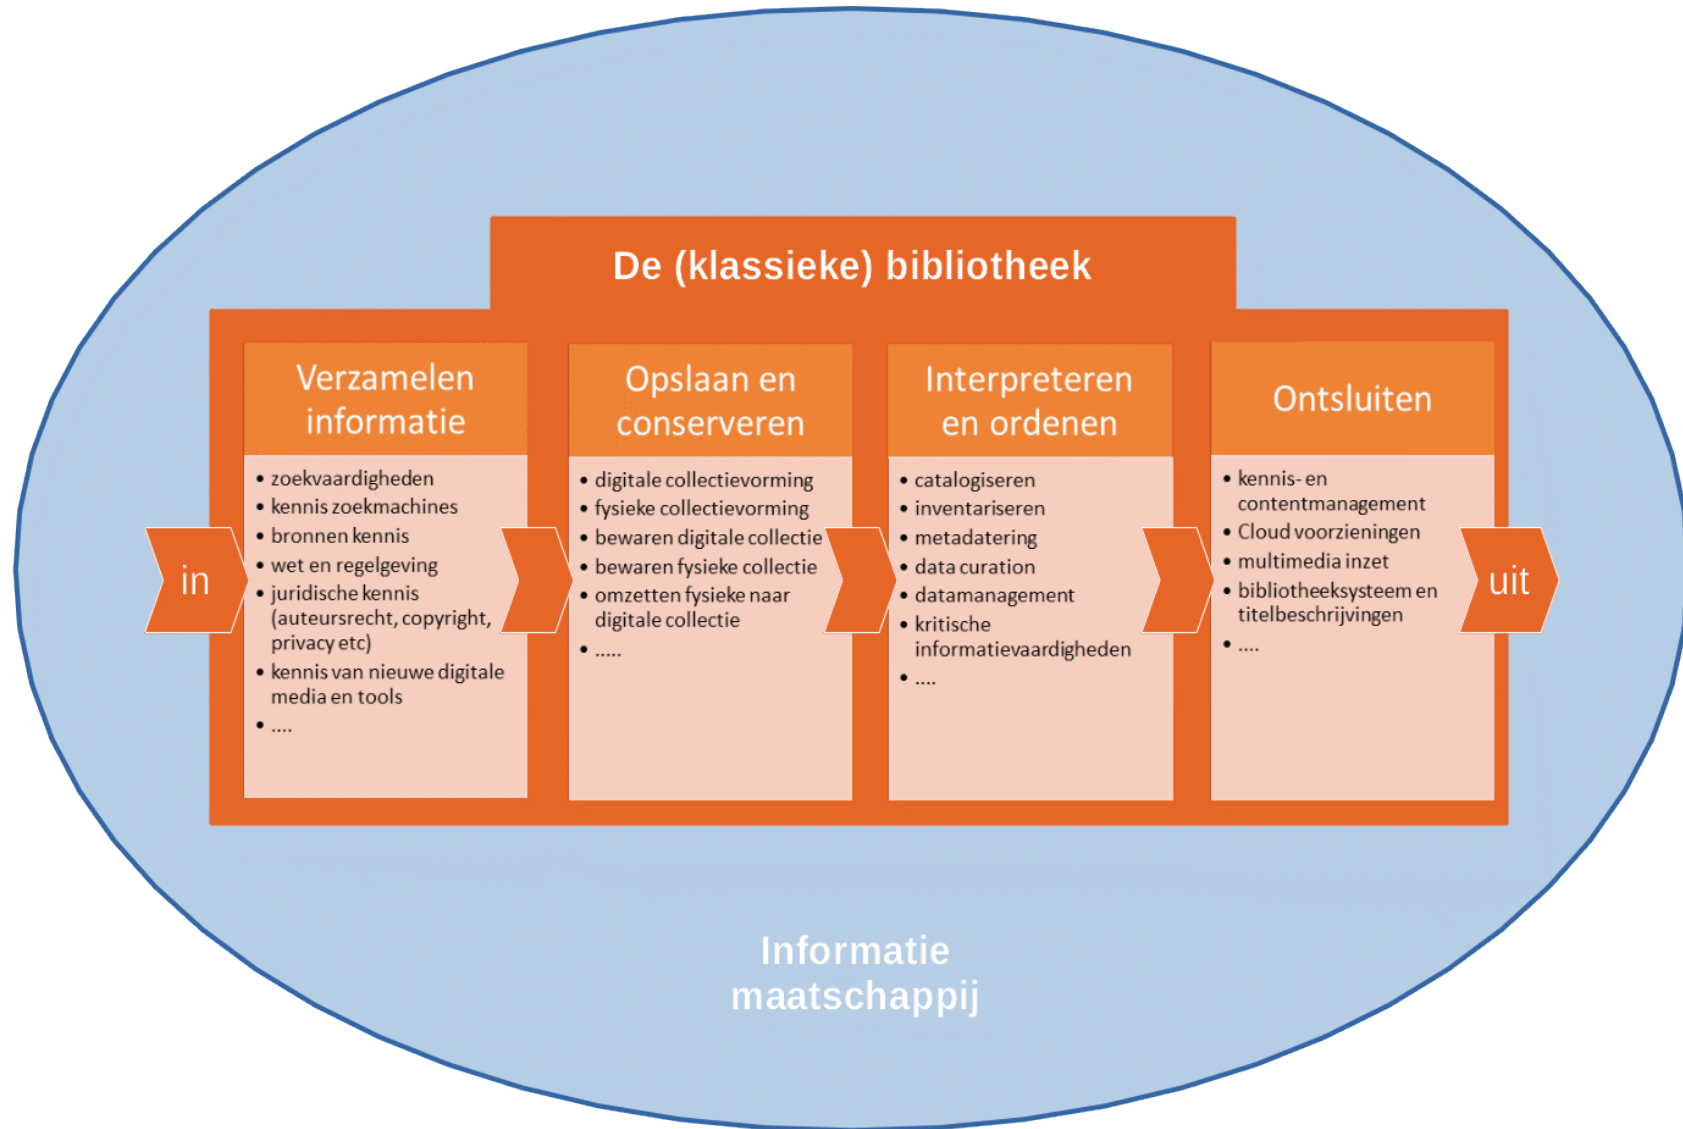 De (klassieke) bibliotheek
in
Verzamelen
informatie
• zoekvaardigheden
• kennis zoekmachines
• bronnen kennis
• wet en regelgeving
• juridische kennis
(auteursrecht, copyright,
privacy etc)
• kennis van nieuwe digitale
media en tools
• ....
Opslaan en
conserveren
• digitale collectievorming
• fysieke collectievorming
• bewaren digitale collectie
• bewaren fysieke collectie
• omzetten fysieke naar
digitale collectie
• .....
Interpreteren
en ordenen
• catalogiseren
• inventariseren
• metadatering
• data curation
• datamanagement
• kritische
informatievaardigheden
• ....
Ontsluiten
• kennis- en
contentmanagement
• Cloud voorzieningen
• multimedia inzet
• bibliotheeksysteem en
titelbeschrijvingen
• ....
uit
Informatie
maatschappij